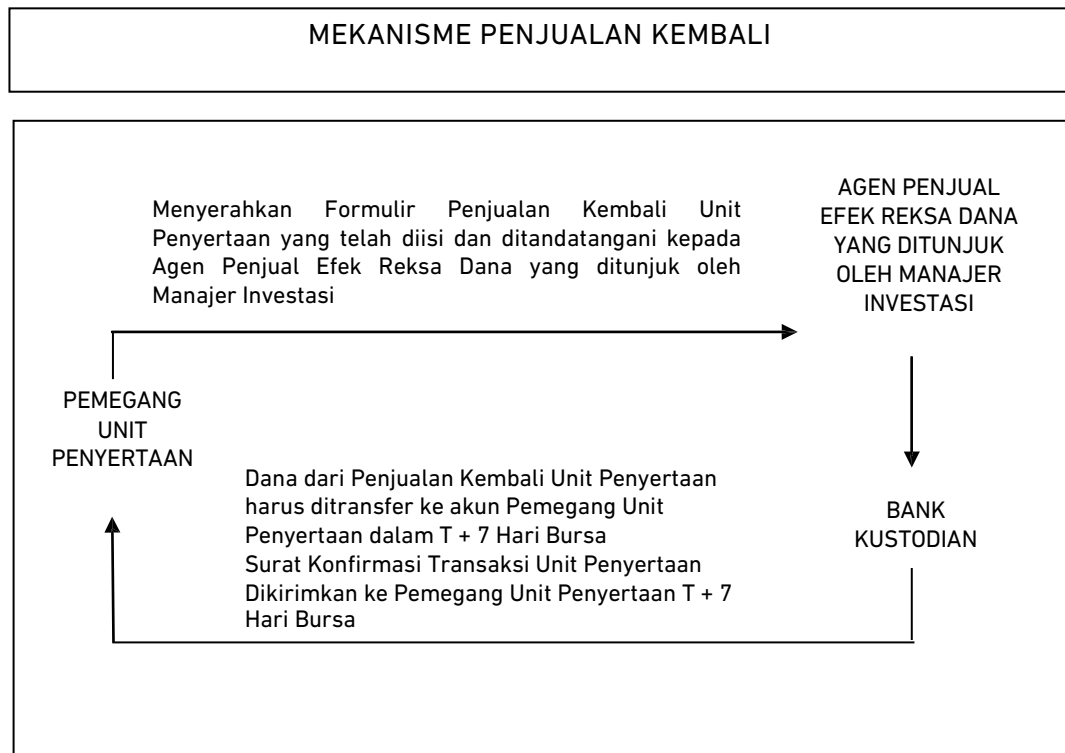 MEKANISME PENJUALAN KEMBALI
Menyerahkan Formulir Penjualan Kembali Unit
Penyertaan yang telah diisi dan ditandatangani kepada
Agen Penjual Efek Reksa Dana yang ditunjuk oleh
Manajer Investasi
AGEN PENJUAL
EFEK REKSA DANA
YANG DITUNJUK
OLEH MANAJER
INVESTASI
PEMEGANG
UNIT
PENYERTAAN
Dana dari Penjualan Kembali Unit Penyertaan
harus ditransfer ke akun Pemegang Unit
Penyertaan dalam T + 7 Hari Bursa
Surat Konfirmasi Transaksi Unit Penyertaan
Dikirimkan ke Pemegang Unit Penyertaan T + 7
Hari Bursa
BANK
KUSTODIAN